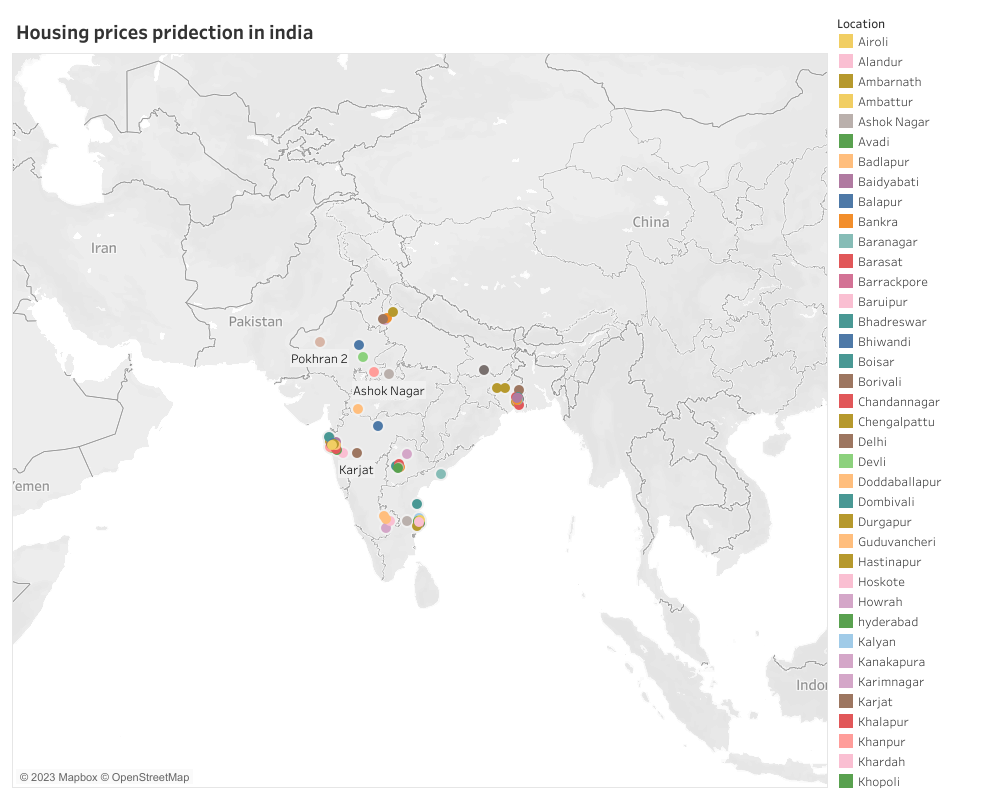 Housing prices pridection in india
Location
Airoli
Alandur
Ambarnath
Ambattur
Ashok Nagar
Avadi
Badlapur
Baidyabati
Balapur
Bankra
Baranagar
Barasat
Barrackpore
Baruipur
Bhadreswar
Bhiwandi
Boisar
Borivali
Chandannagar
Chengalpattu
Delhi
Devli
Doddaballapur
Dombivali
Durgapur
Guduvancheri
Hastinapur
Hoskote
Howrah
hyderabad
Kalyan
Kanakapura
Karimnagar
Karjat
Khalapur
Khanpur
Khardah
Khopoli
China
Iran
Pakistan
Pokhran 2
Ashok Nagar
Karjat
emen
Indon
© 2023 Mapbox © OpenStreetMap